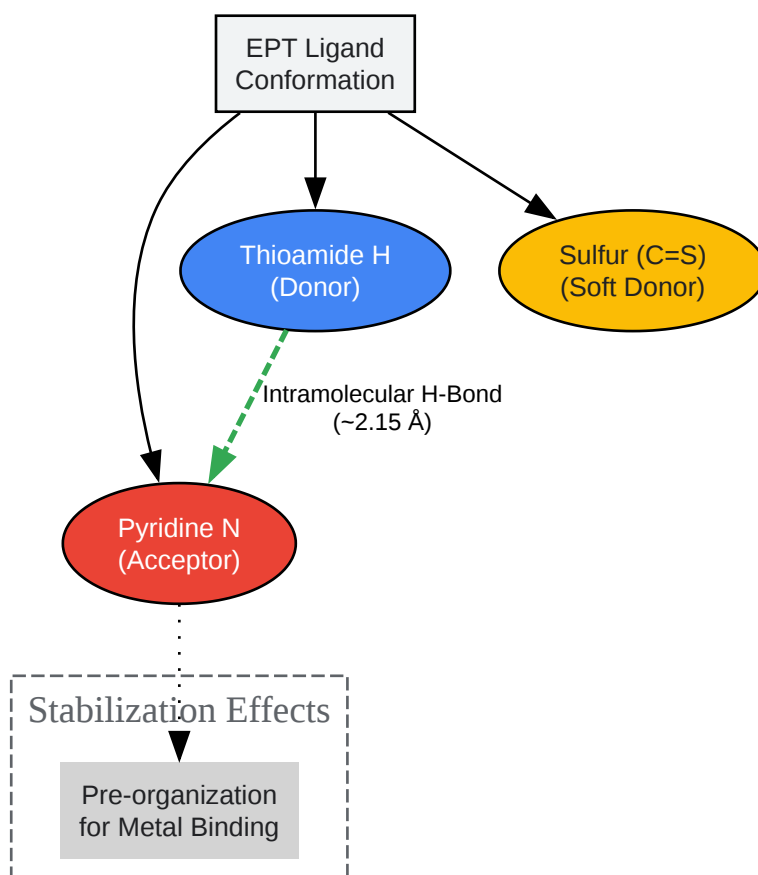 EPT Ligand
Conformation
Thioamide H
(Donor)
Sulfur (C=S)
(Soft Donor)
Intramolecular H-Bond
(~2.15 Å)
Pyridine N
(Acceptor)
Stabilization Effects
Pre-organization
for Metal Binding